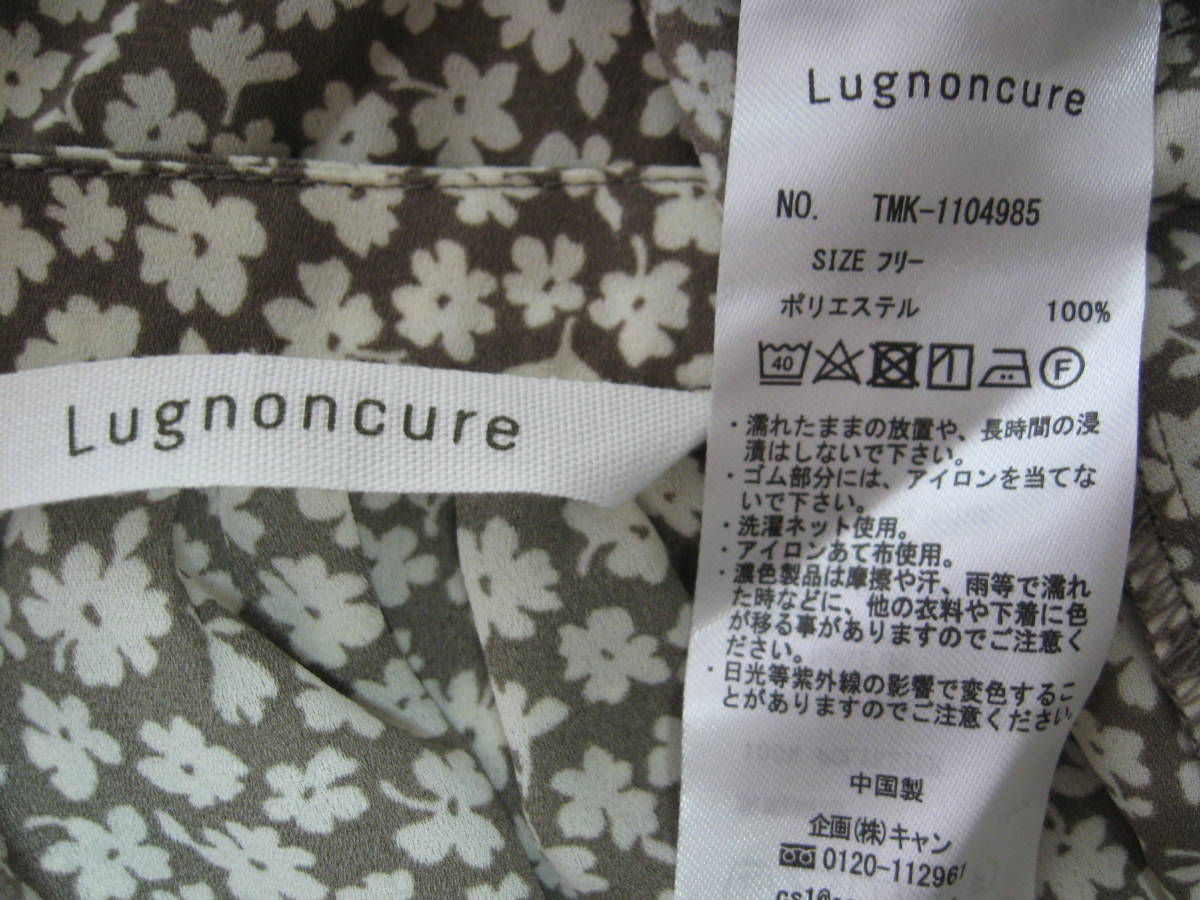 Lugnoncure
NO. TMK-1104985
SIZE フリー
ポリエステル 100%
40
F
・濡れたままの放置や、長時間の浸
漬はしないで下さい。
・ゴム部分には、アイロンを当てな
いで下さい。
・洗濯ネット使用。
・アイロンあて布使用。
・濃色製品は摩擦や汗、雨等で濡れ
た時などに、他の衣料や下着に色
が移る事がありますのでご注意く
ださい。
・日光等紫外線の影響で変色するこ
とがありますのでご注意ください。
中国製
企画(株)キャン
0120-112961
Lugnoncure